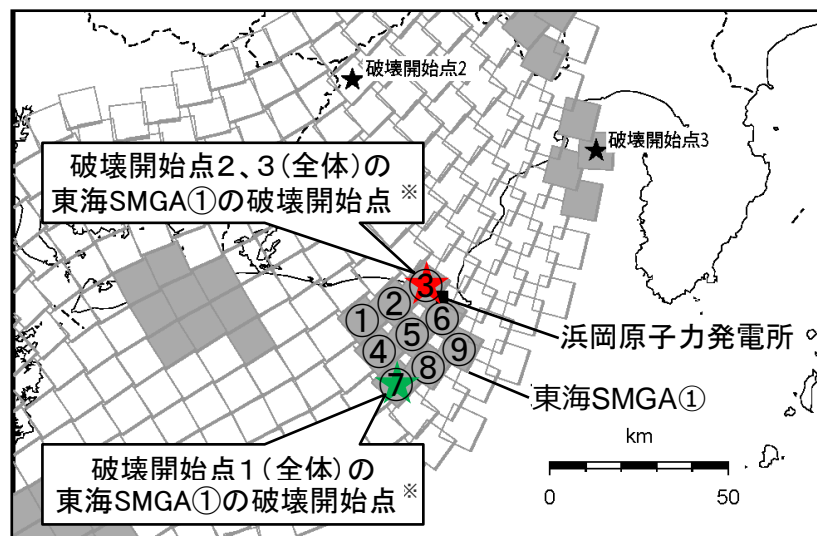 破壊開始点2
破壊開始点3
破壊開始点２、３(全体)の
東海SMGA①の破壊開始点※
③
②
①
⑥
⑤
④
⑨
⑧
⑦
浜岡原子力発電所
東海SMGA①
破壊開始点１(全体)の
東海SMGA①の破壊開始点※
km
0 50